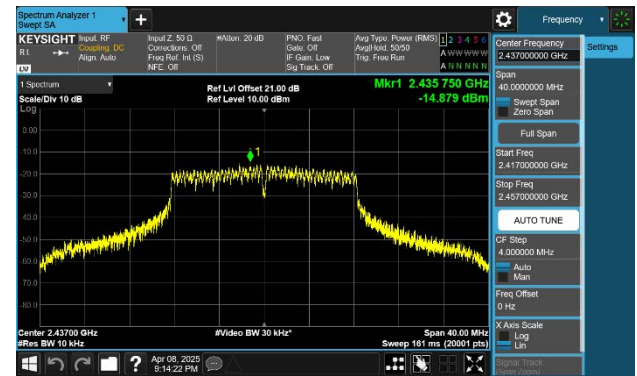 Spectrum Analyzer 1
Swept SA
Frequency
KEYSIGHT
RL
Input: RF
Coupling: DC
Align: Auto
Input Z: 50 Ω
Corrections: Off
Freq Ref: Int (S)
NFE: Off
#Atten: 20 dB
PNO: Fast
Gate: Off
IF Gain: Low
Sig Track: Off
Avg Type: Power (RMS)
Avg|Hold: 50/50
Trig: Free Run
1 2 3 4 5 6
A W W W W W
A N N N N N
LXI
1 Spectrum
Scale/Div 10 dB
Log
Ref Lvl Offset 21.00 dB
Ref Level 10.00 dBm
Mkr1 2.435 750 GHz
-14.879 dBm
1
0.00
-10.0
-20.0
-30.0
-40.0
-50.0
-60.0
-70.0
-80.0
Center 2.43700 GHz
#Res BW 10 kHz
#Video BW 30 kHz*
Span 40.00 MHz
Sweep 161 ms (20001 pts)
Center Frequency
2.437000000 GHz
Settings
Span
40.0000000 MHz
Swept Span
Zero Span
Full Span
Start Freq
2.417000000 GHz
Stop Freq
2.457000000 GHz
AUTO TUNE
CF Step
4.000000 MHz
Auto
Man
Freq Offset
0 Hz
X Axis Scale
Log
Lin
Signal Track
(Span Zoom)
?
Apr 08, 2025
9:14:22 PM